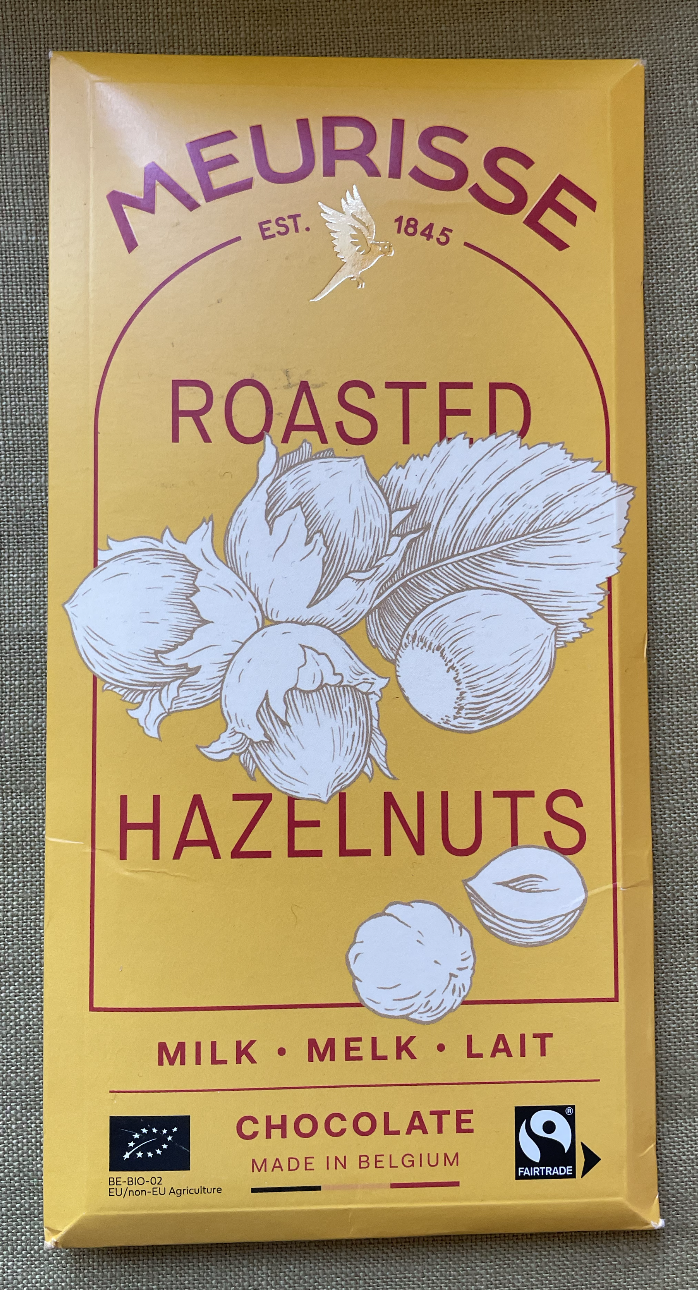 MEURISSE
EST. 1845
ROASTED
HAZELNUTS
MILK • MELK • LAIT
CHOCOLATE
MADE IN BELGIUM
BE-BIO-02
EU/non-EU Agriculture
®
FAIRTRADE